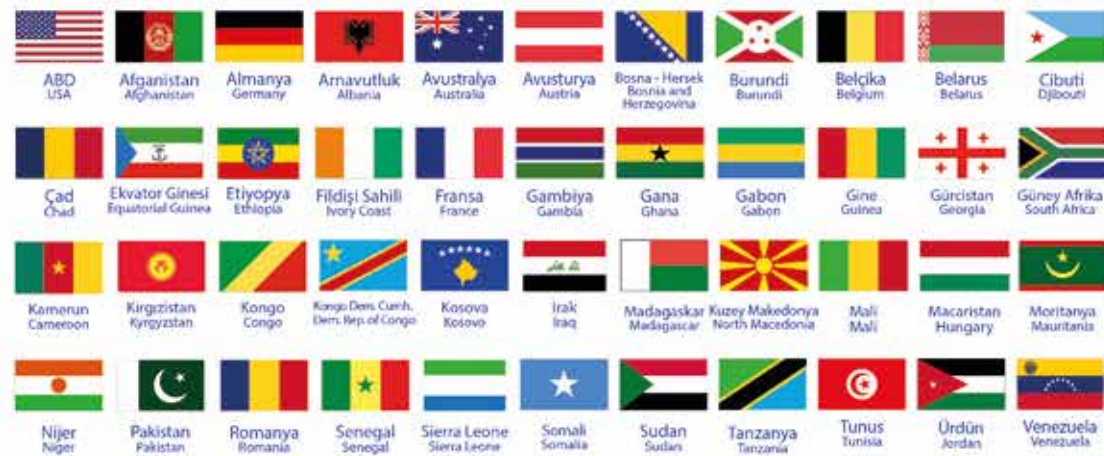 ABD
USA
Afganistan
Afghanistan
Almanya
Germany
Arnavutluk
Albania
Avustralya
Australia
Avusturya
Austria
Bosna - Hersek
Bosnia and
Herzegovina
Burundi
Burundi
Belçika
Belgium
Belarus
Belarus
Cibuti
Djibouti
Çad
Chad
Ekvator Ginesi
Equatorial Guinea
Etiyopya
Ethiopia
Fildişi Sahili
Ivory Coast
Fransa
France
Gambiya
Gambia
Gana
Ghana
Gabon
Gabon
Gine
Guinea
Gürcistan
Georgia
Güney Afrika
South Africa
Kamerun
Cameroon
Kırgızistan
Kyrgyzstan
Kongo
Congo
Kongo Dem. Cumh.
Dem. Rep. of Congo
Kosova
Kosovo
Irak
Iraq
Madagaskar
Madagascar
Kuzey Makedonya
North Macedonia
Mali
Mali
Macaristan
Hungary
Moritanya
Mauritania
Nijer
Niger
Pakistan
Pakistan
Romanya
Romania
Senegal
Senegal
Sierra Leone
Sierra Leone
Somali
Somalia
Sudan
Sudan
Tanzanya
Tanzania
Tunus
Tunisia
Ürdün
Jordan
Venezuela
Venezuela